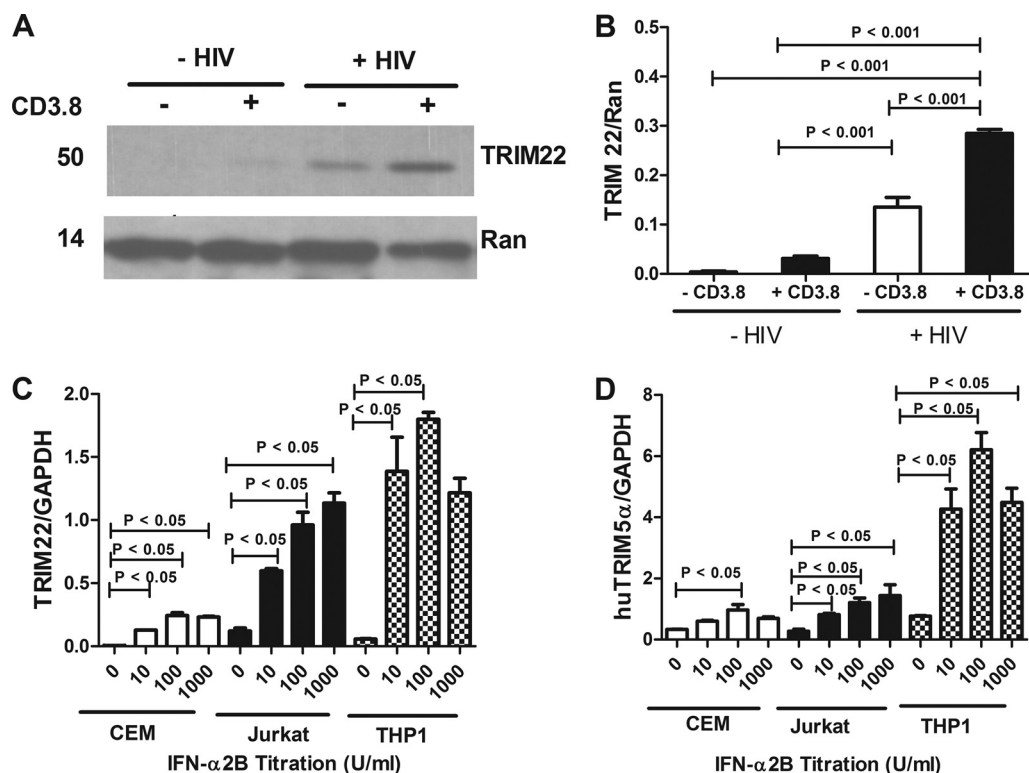 A
- HIV + HIV
CD3.8 - + - +
50 TRIM22
14 Ran
B
TRIM 22/Ran
0.5
0.4
0.3
0.2
0.1
0.0
P < 0.001
P < 0.001
P < 0.001
P < 0.001
- CD3.8 + CD3.8 - CD3.8 + CD3.8
- HIV + HIV
C
TRIM22/GAPDH
2.0
1.5
1.0
0.5
0.0
P < 0.05
P < 0.05
P < 0.05
P < 0.05
P < 0.05
P < 0.05
P < 0.05
P < 0.05
0 10 100 1000 0 10 100 1000 0 10 100 1000
CEM Jurkat THP1
IFN-α2B Titration (U/ml)
D
huTRIM5α/GAPDH
8
6
4
2
0
P < 0.05
P < 0.05
P < 0.05
P < 0.05
P < 0.05
P < 0.05
P < 0.05
0 10 100 1000 0 10 100 1000 0 10 100 1000
CEM Jurkat THP1
IFN-α2B Titration (U/ml)